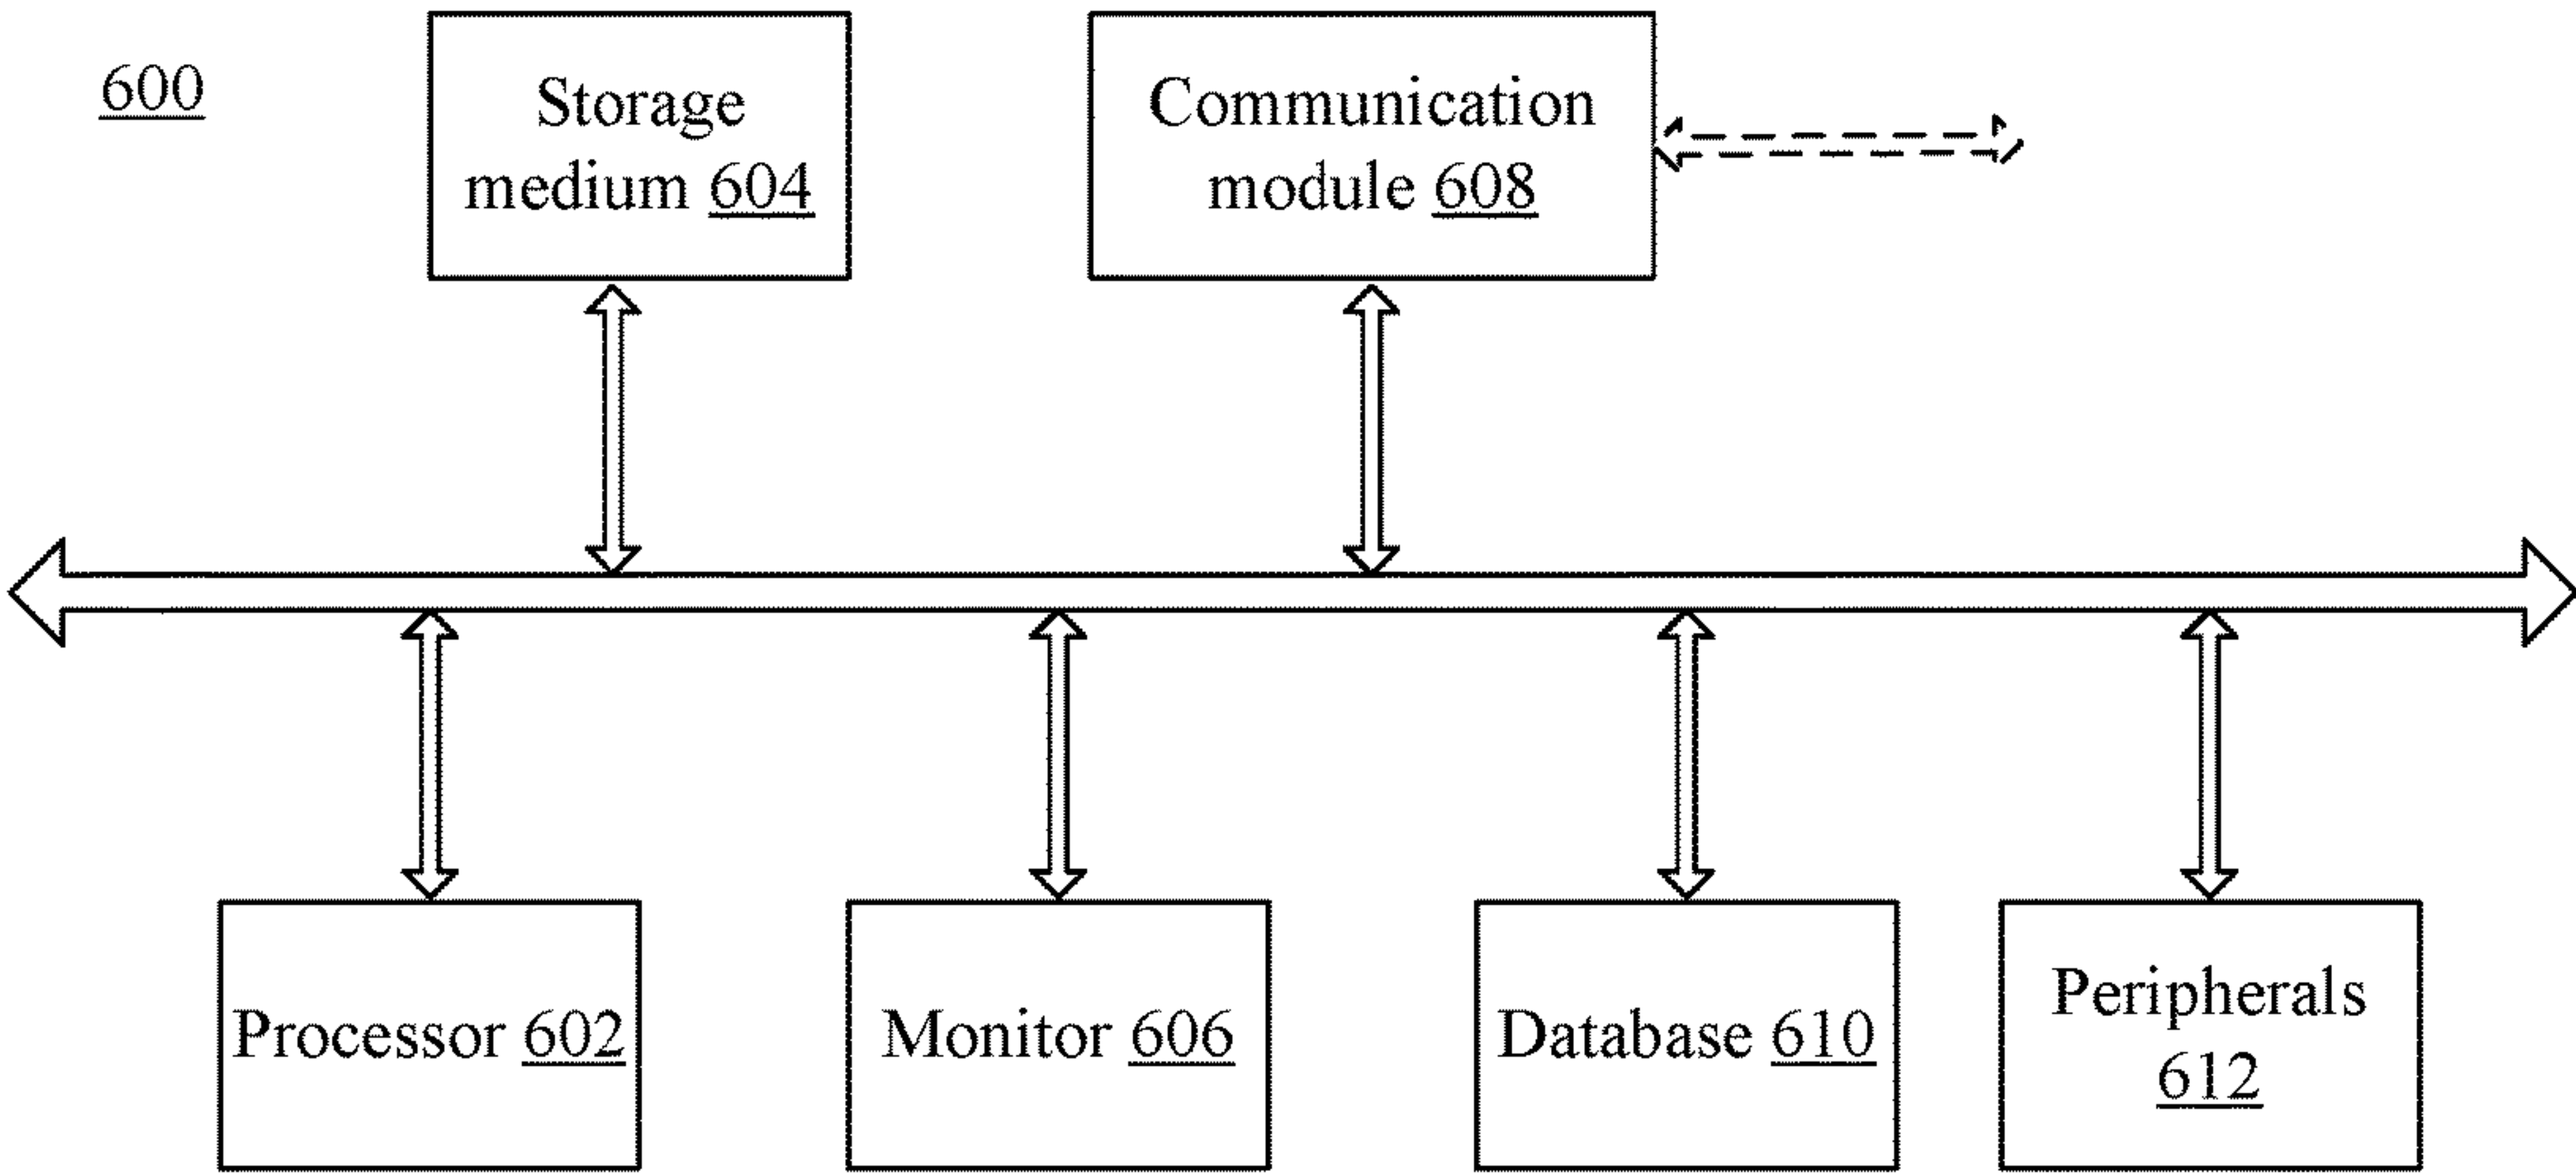 600
Storage
medium 604
Communication
module 608
Processor 602
Monitor 606
Database 610
Peripherals
612